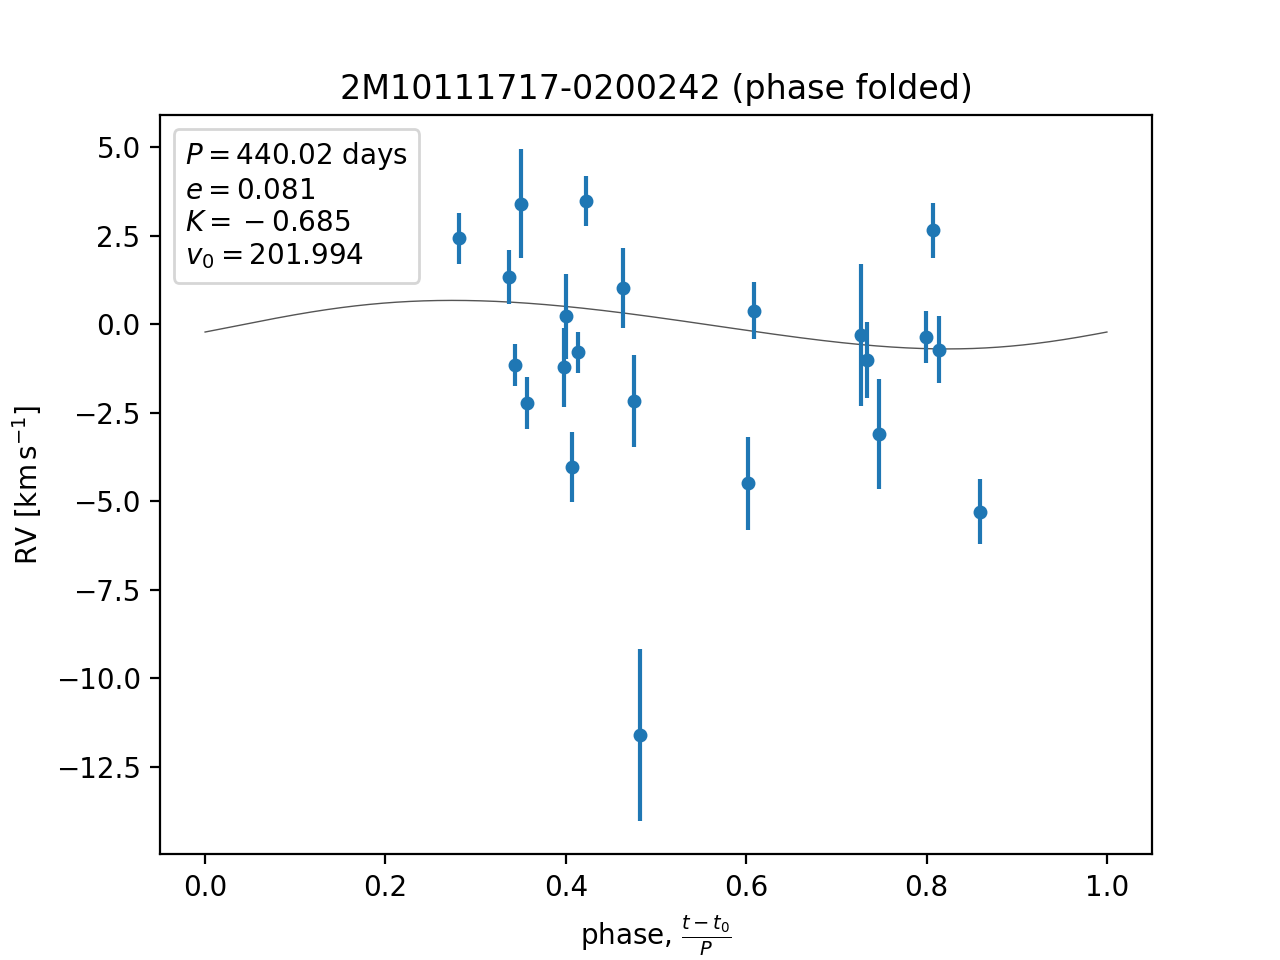 2M10111717-0200242 (phase folded)
P = 440.02 days
e = 0.081
K = −0.685
v₀ = 201.994
5.0
2.5
0.0
−2.5
−5.0
−7.5
−10.0
−12.5
RV [km s⁻¹]
0.0 0.2 0.4 0.6 0.8 1.0
phase, (t − t₀)/P